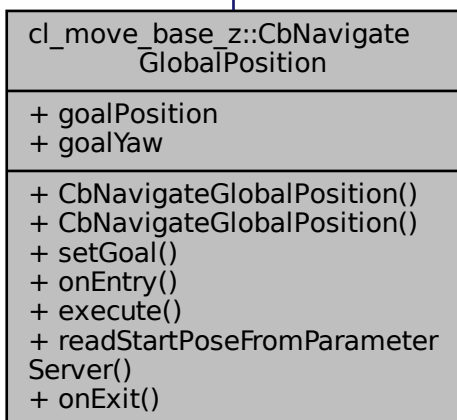 cl_move_base_z::CbNavigate
GlobalPosition
+ goalPosition
+ goalYaw
+ CbNavigateGlobalPosition()
+ CbNavigateGlobalPosition()
+ setGoal()
+ onEntry()
+ execute()
+ readStartPoseFromParameter
Server()
+ onExit()